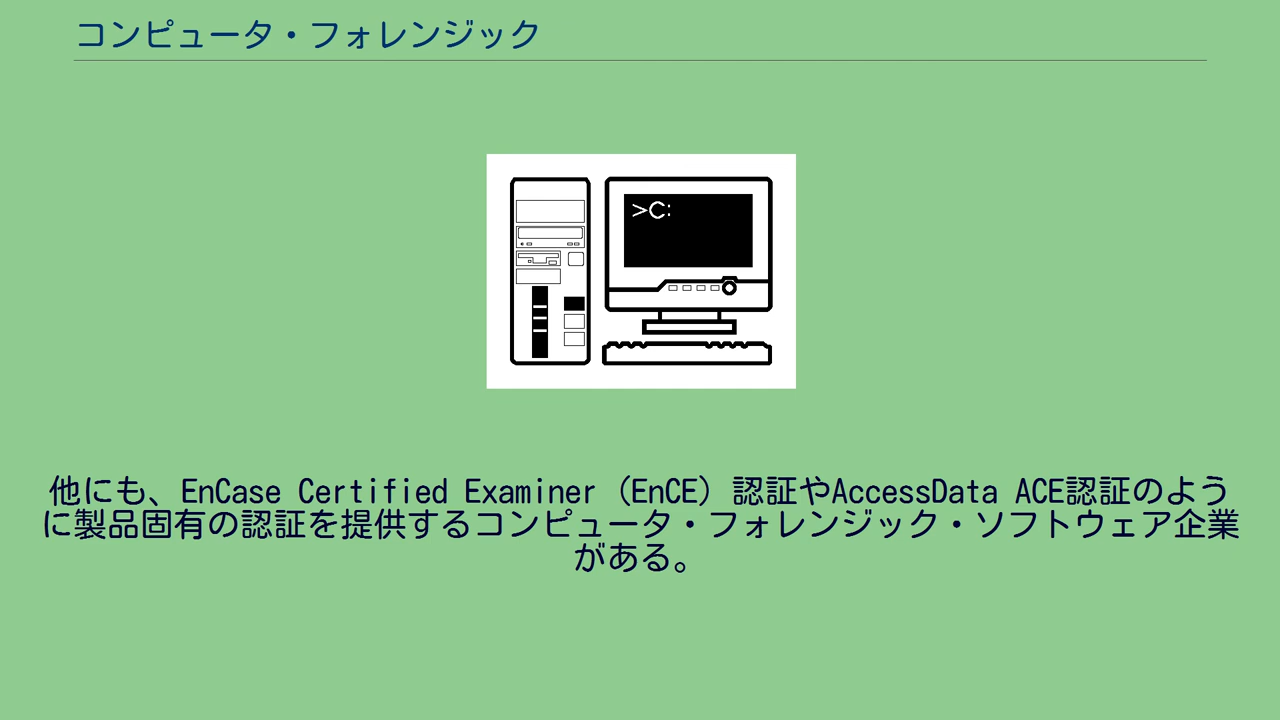 コンピュータ・フォレンジック
>C:
他にも、EnCase Certified Examiner（EnCE）認証やAccessData ACE認証のよう
に製品固有の認証を提供するコンピュータ・フォレンジック・ソフトウェア企業
がある。